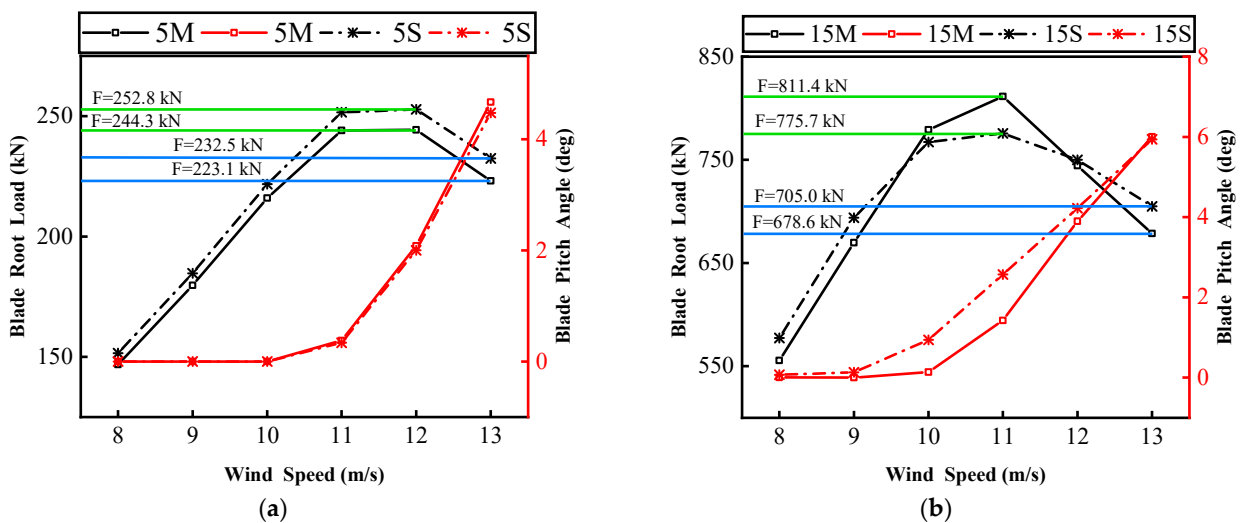 5M 5M 5S 5S
250
200
150
Blade Root Load (kN)
F=252.8 kN
F=244.3 kN
F=232.5 kN
F=223.1 kN
4
2
0
Blade Pitch Angle (deg)
8 9 10 11 12 13
Wind Speed (m/s)
(a)
15M 15M 15S 15S
850
750
650
550
Blade Root Load (kN)
F=811.4 kN
F=775.7 kN
F=705.0 kN
F=678.6 kN
8
6
4
2
0
Blade Pitch Angle (deg)
8 9 10 11 12 13
Wind Speed (m/s)
(b)